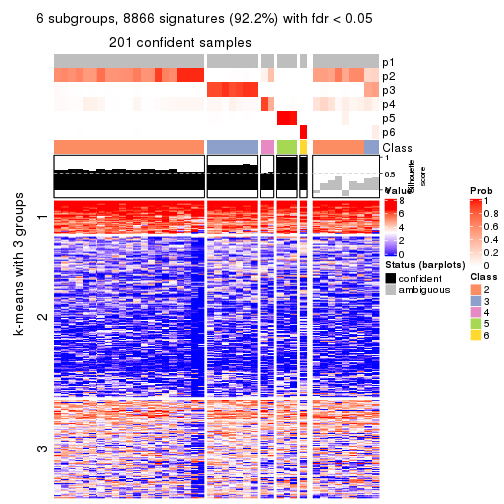 6 subgroups, 8866 signatures (92.2%) with fdr < 0.05
201 confident samples
p1
p2
p3
p4
p5
p6
Class
1
0.5
0
Silhouette
score
k-means with 3 groups
1
2
3
Value
8
6
4
2
0
Status (barplots)
confident
ambiguous
Prob
1
0.8
0.6
0.4
0.2
0
Class
2
3
4
5
6